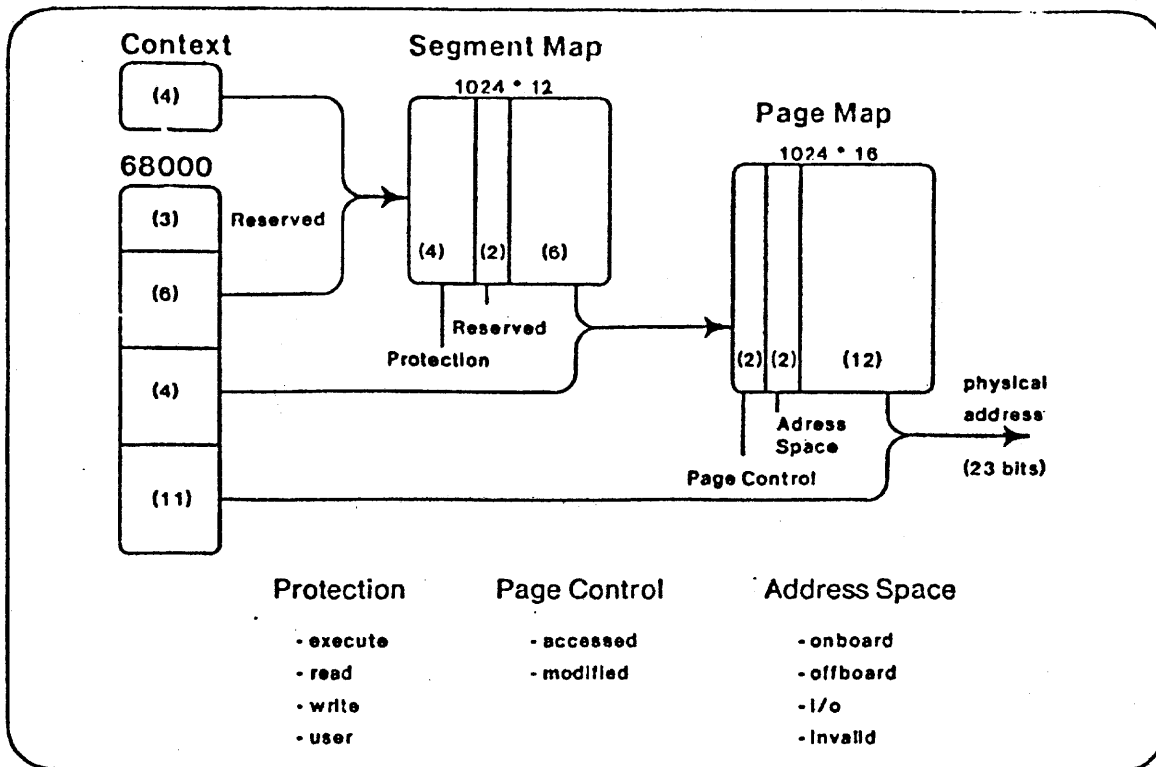 Context
(4)
68000
(3)
Reserved
(6)
(4)
(11)
Segment Map
1024 * 12
(4)
(2)
(6)
Reserved
Protection
Page Map
1024 * 16
(2)
(2)
(12)
Adress
Space
Page Control
physical
address
(23 bits)
Protection
- execute
- read
- write
- user
Page Control
- accessed
- modified
Address Space
- onboard
- offboard
- i/o
- invalid